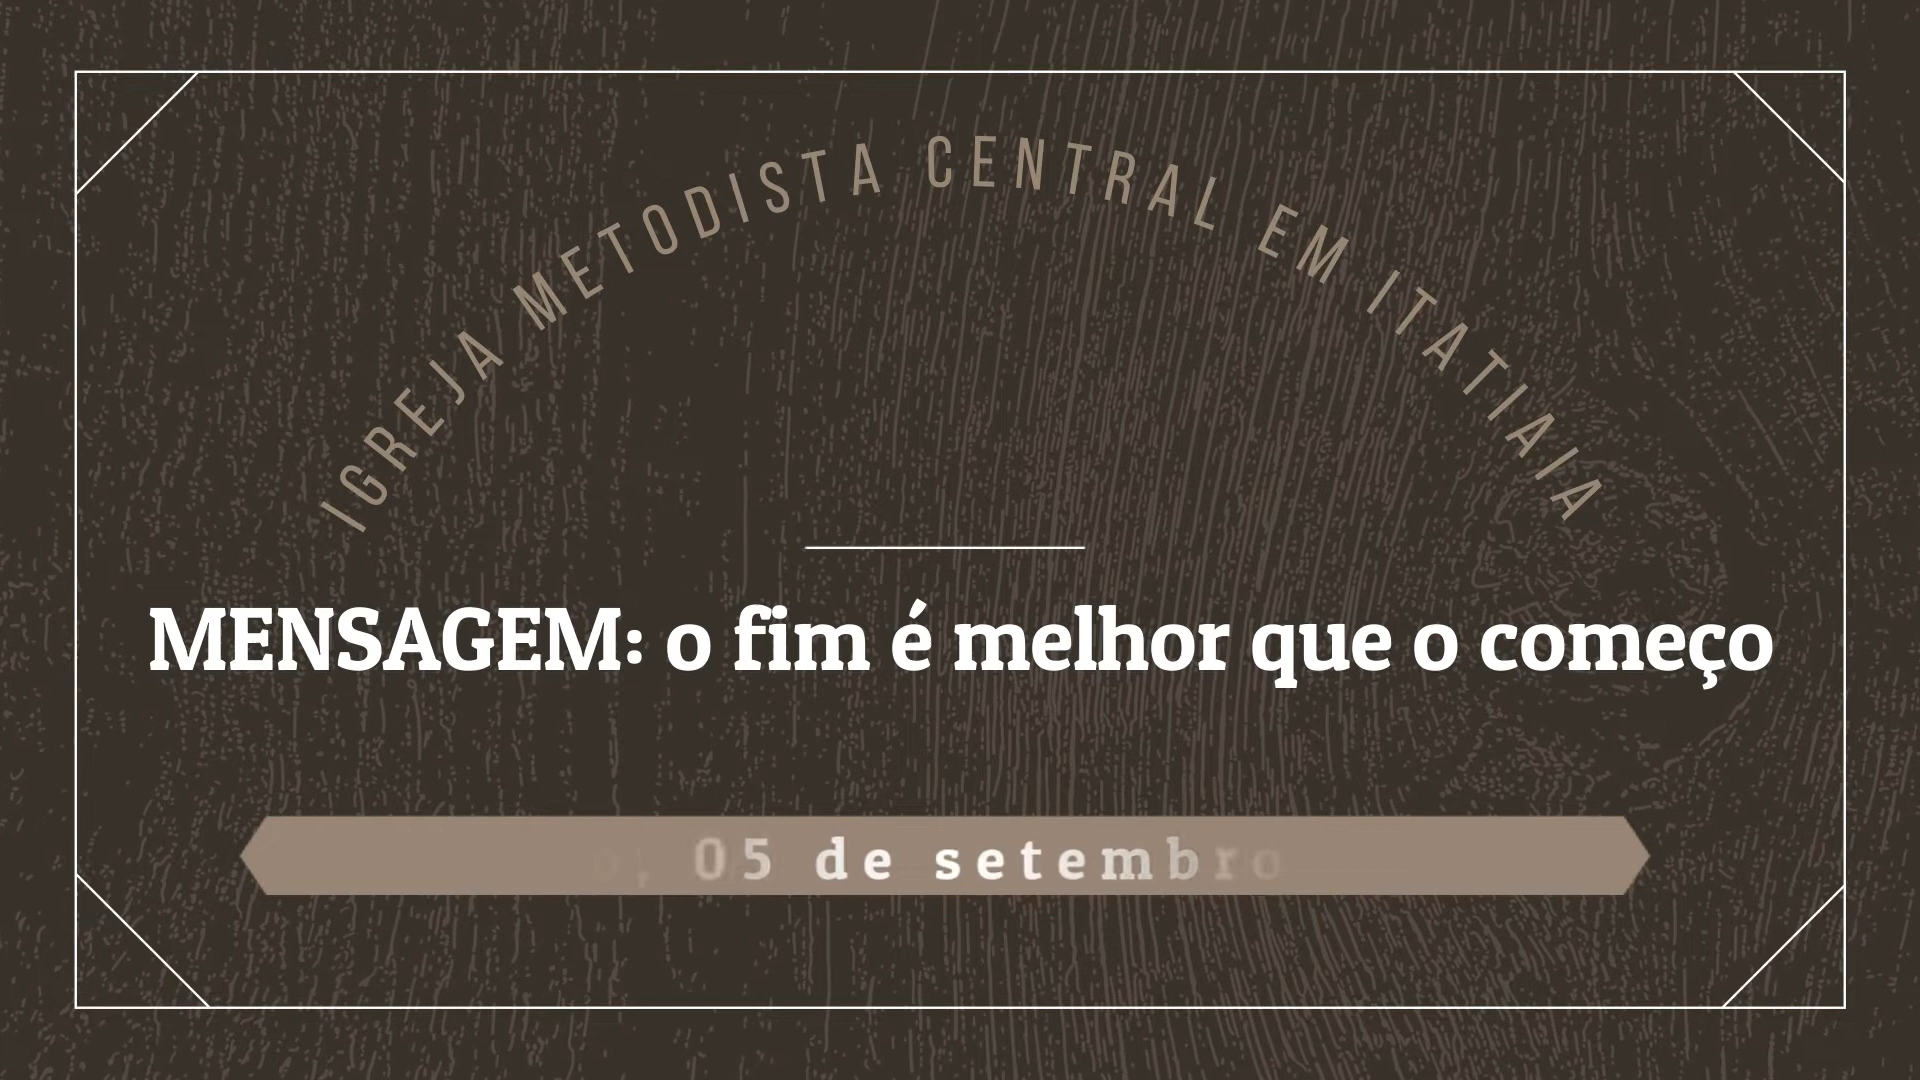 IGREJA METODISTA CENTRAL EM ITATIAIA
MENSAGEM: o fim é melhor que o começo
05 de setembro